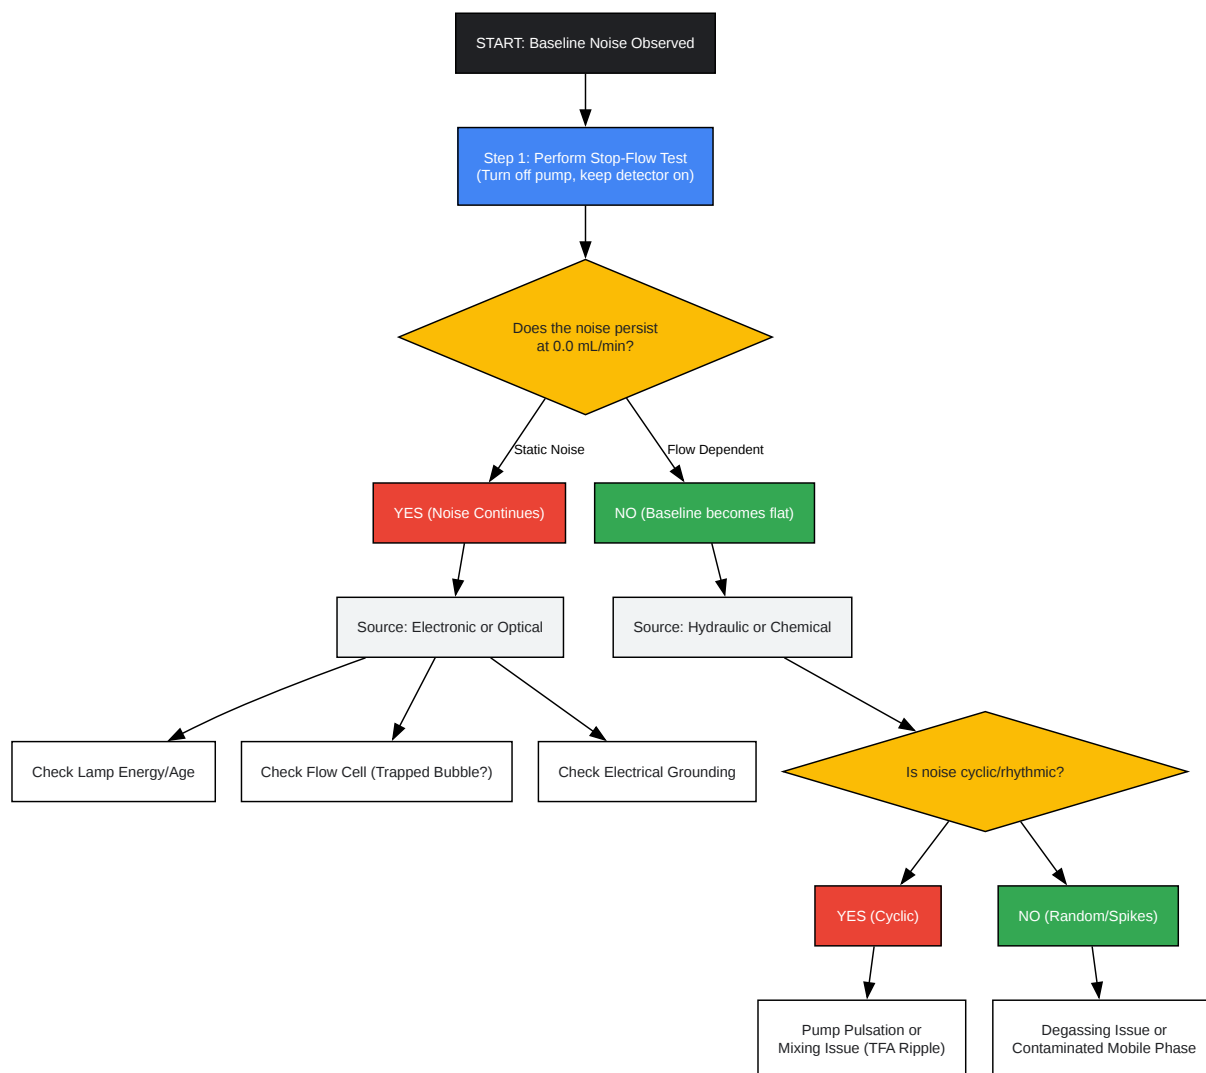 START: Baseline Noise Observed
Step 1: Perform Stop-Flow Test
(Turn off pump, keep detector on)
Does the noise persist
at 0.0 mL/min?
Static Noise
Flow Dependent
YES (Noise Continues)
NO (Baseline becomes flat)
Source: Electronic or Optical
Source: Hydraulic or Chemical
Check Lamp Energy/Age
Check Flow Cell (Trapped Bubble?)
Check Electrical Grounding
Is noise cyclic/rhythmic?
YES (Cyclic)
NO (Random/Spikes)
Pump Pulsation or
Mixing Issue (TFA Ripple)
Degassing Issue or
Contaminated Mobile Phase